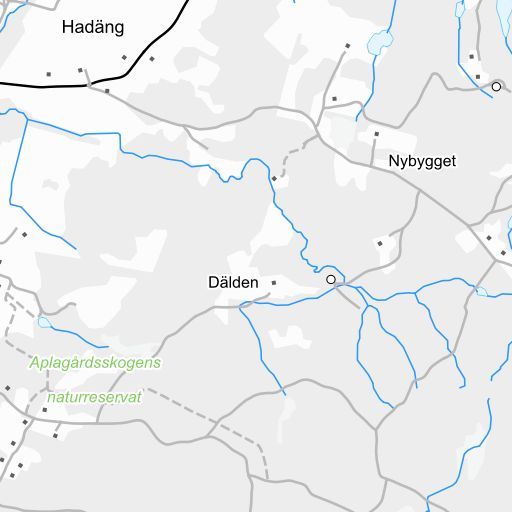 Hadäng
Nybygget
Dälden
Aplagårdsskogens
naturreservat